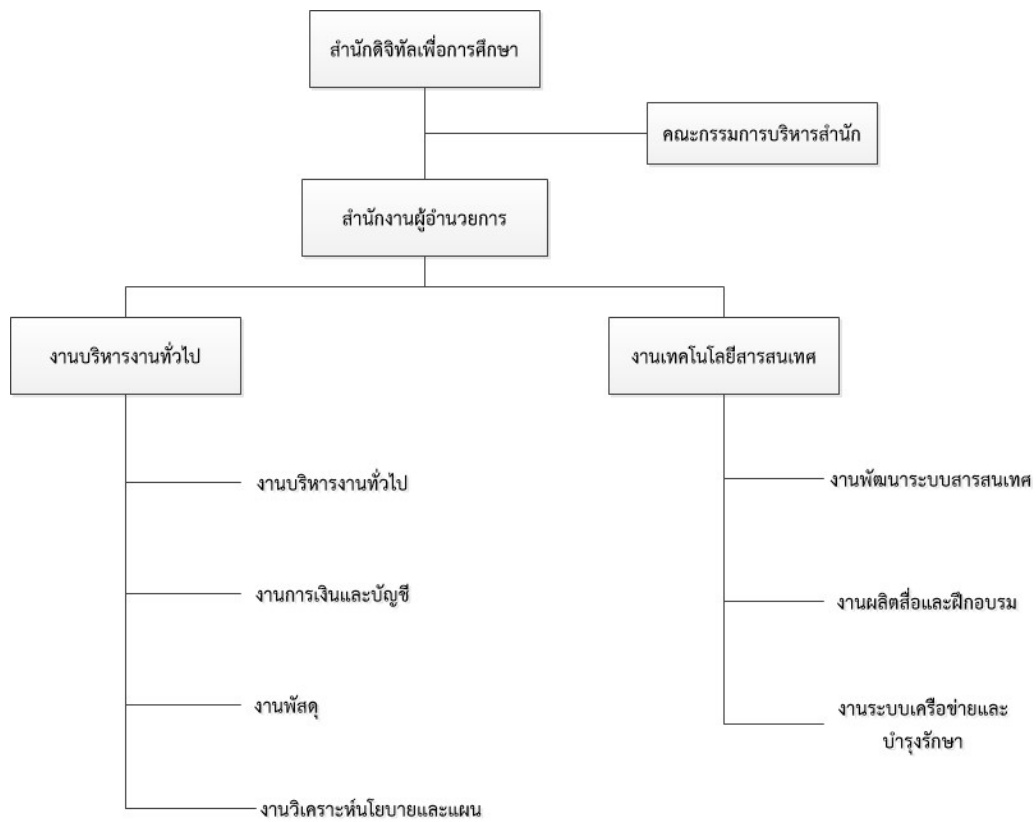 สำนักดิจิทัลเพื่อการศึกษา
คณะกรรมการบริหารสำนัก
สำนักงานผู้อำนวยการ
งานบริหารงานทั่วไป
งานเทคโนโลยีสารสนเทศ
งานบริหารงานทั่วไป
งานพัฒนาระบบสารสนเทศ
งานการเงินและบัญชี
งานผลิตสื่อและฝึกอบรม
งานพัสดุ
งานระบบเครือข่ายและ
บำรุงรักษา
งานวิเคราะห์นโยบายและแผน